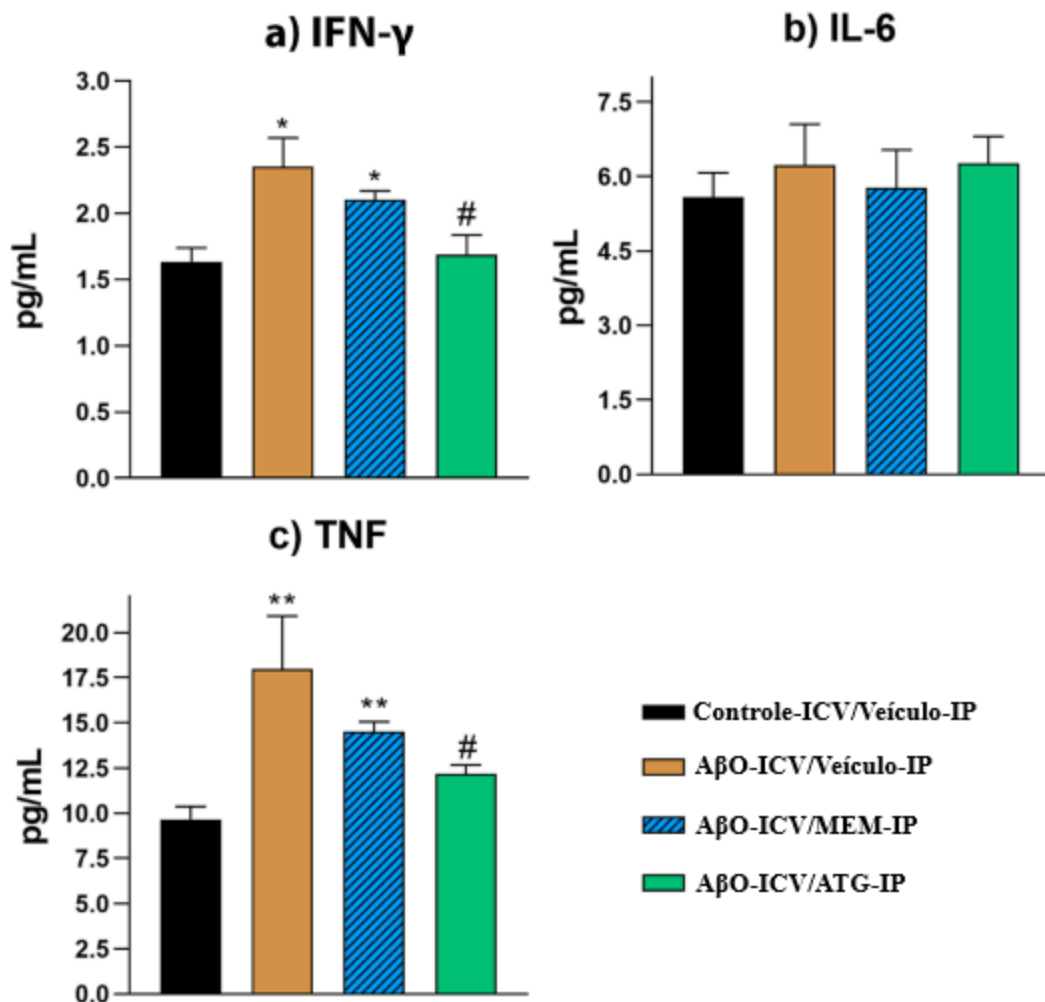 a) IFN-γ
3.0
2.5
2.0
1.5
1.0
0.5
0.0
pg/mL
*
*
#
b) IL-6
7.5
6.0
4.5
3.0
1.5
0.0
pg/mL
c) TNF
20.0
17.5
15.0
12.5
10.0
7.5
5.0
2.5
0.0
pg/mL
**
**
#
Controle-ICV/Veículo-IP
AβO-ICV/Veículo-IP
AβO-ICV/MEM-IP
AβO-ICV/ATG-IP